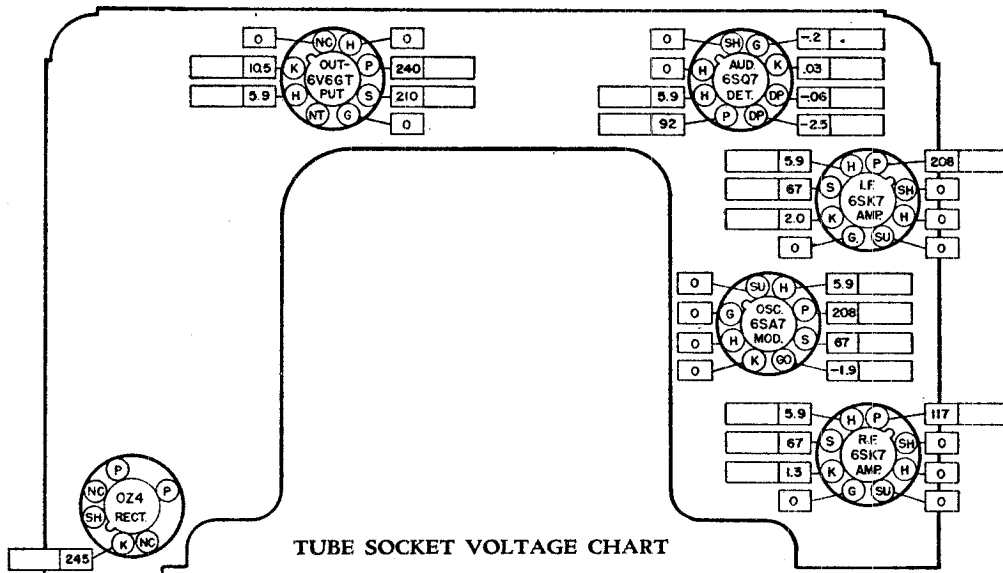 0 NC H 0
10.5 K OUT- P 240
6V6GT
5.9 H PUT S 210
NT G 0
0 SH G -.2
0 H AUD. K .03
6SQ7
5.9 H DET. DP -.06
92 P DP -2.5
5.9 H P 208
67 S I.F. SH 0
6SK7
2.0 K AMP. H 0
0 G SU 0
0 SU H 5.9
0 G OSC. P 208
6SA7
0 H MOD. S 67
0 K GO -1.9
5.9 H P 117
67 S R.F. SH 0
6SK7
1.3 K AMP. H 0
0 G SU 0
P
NC OZ4 P
SH RECT.
245 K NC
TUBE SOCKET VOLTAGE CHART